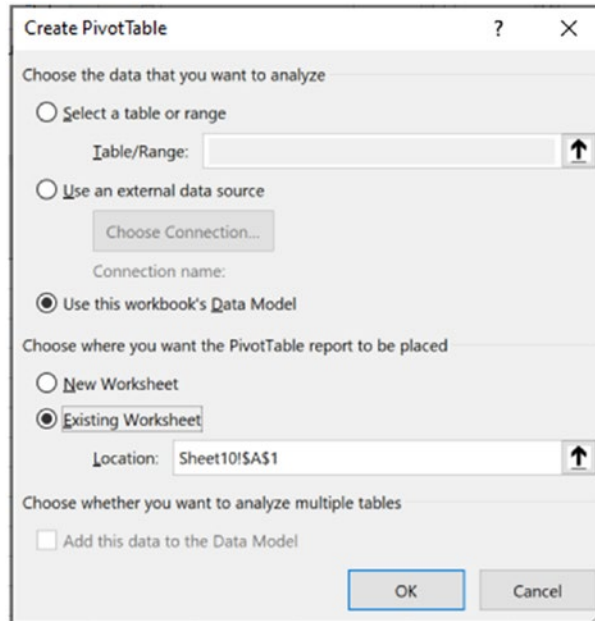 Create PivotTable ?
Choose the data that you want to analyze
Select a table or range
Table/Range:
Use an external data source
Choose Connection...
Connection name:
Use this workbook's Data Model
Choose where you want the PivotTable report to be placed
New Worksheet
Existing Worksheet
Location: Sheet10!$A$1
Choose whether you want to analyze multiple tables
Add this data to the Data Model
OK Cancel